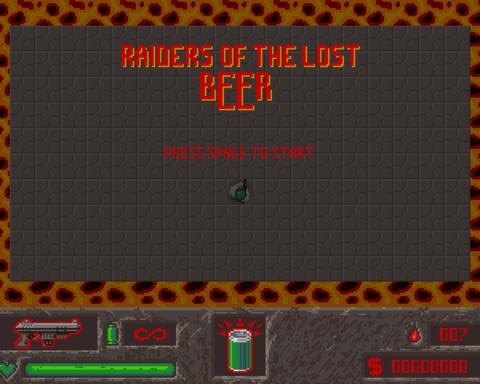 RAIDERS OF THE LOST
BEER
PRESS SPACE TO START
007
$ 00000000